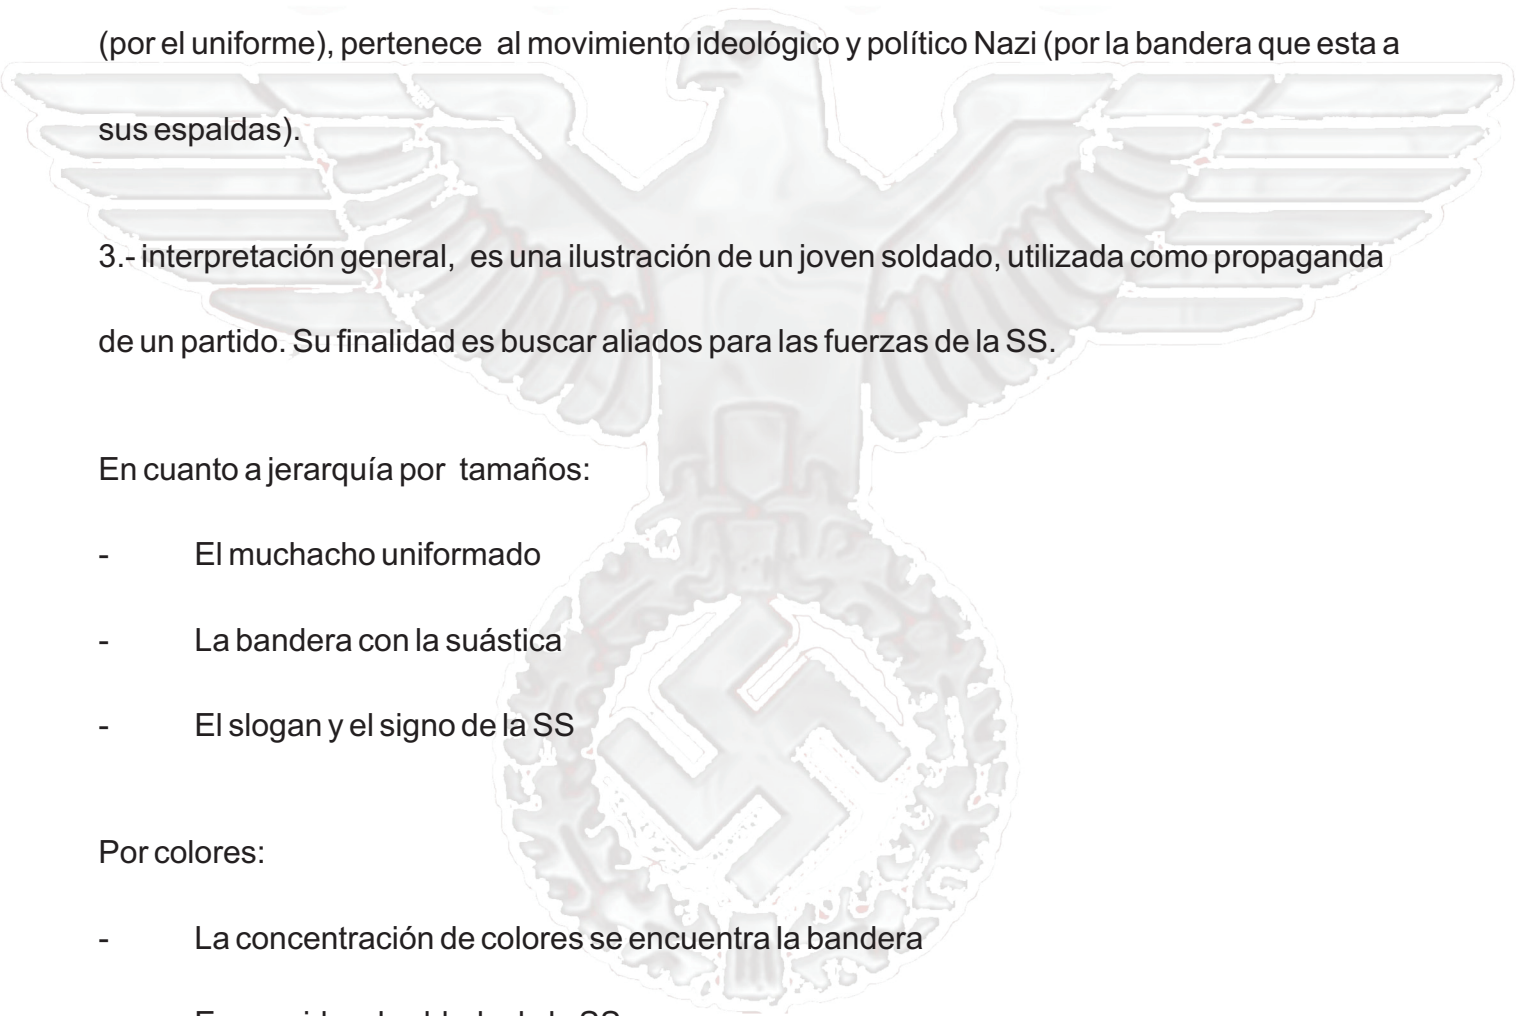 (por el uniforme), pertenece al movimiento ideológico y político Nazi (por la bandera que esta a
sus espaldas).
3.- interpretación general, es una ilustración de un joven soldado, utilizada como propaganda
de un partido. Su finalidad es buscar aliados para las fuerzas de la SS.
En cuanto a jerarquía por tamaños:
- El muchacho uniformado
- La bandera con la suástica
- El slogan y el signo de la SS
Por colores:
- La concentración de colores se encuentra la bandera